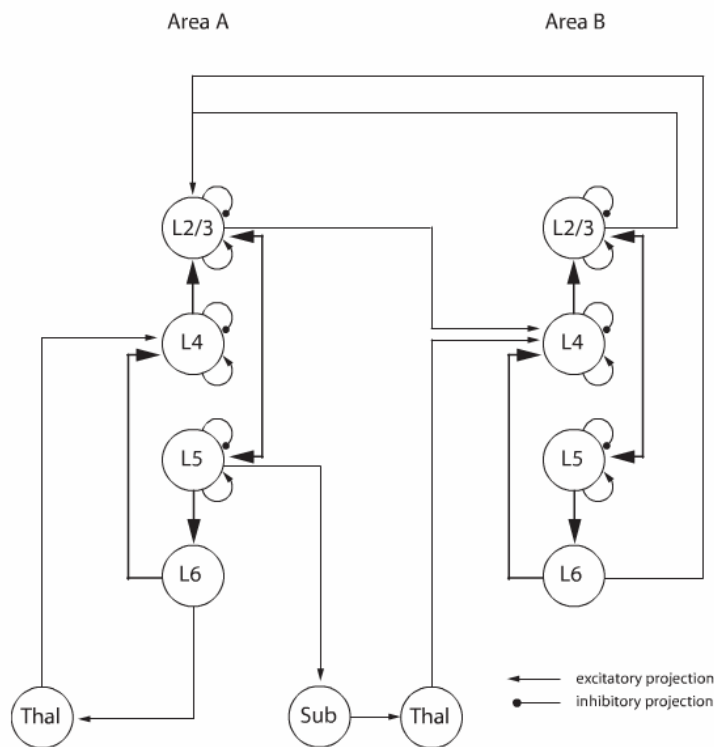 Area A
Area B
L2/3
L2/3
L4
L4
L5
L5
L6
L6
Thal
Sub
Thal
excitatory projection
inhibitory projection